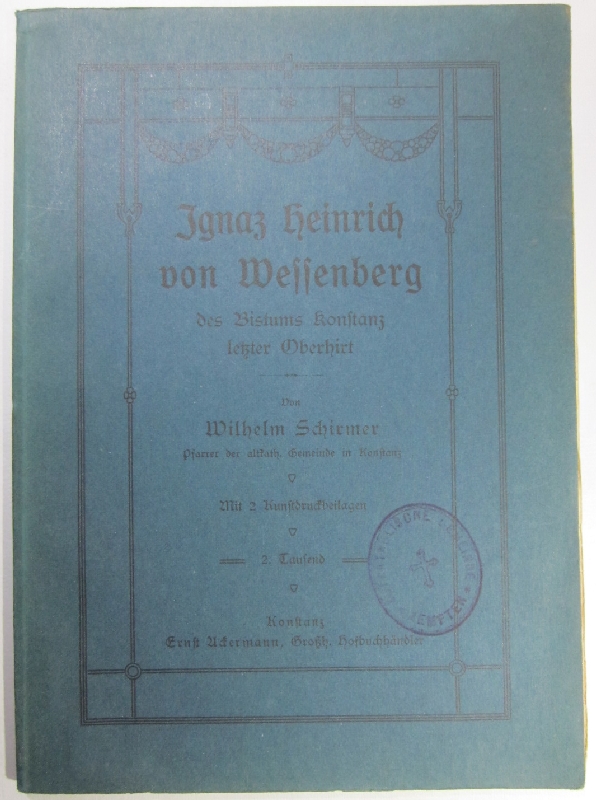 Ignaz Heinrich
von Wessenberg
des Bistums Konstanz
letzter Oberhirt
Von
Wilhelm Schirmer
Pfarrer der altkath. Gemeinde in Konstanz
Mit 2 Kunstdruckbeilagen
2. Tausend
Konstanz
Ernst Ackermann, Großh. Hofbuchhändler
KEMPTEN